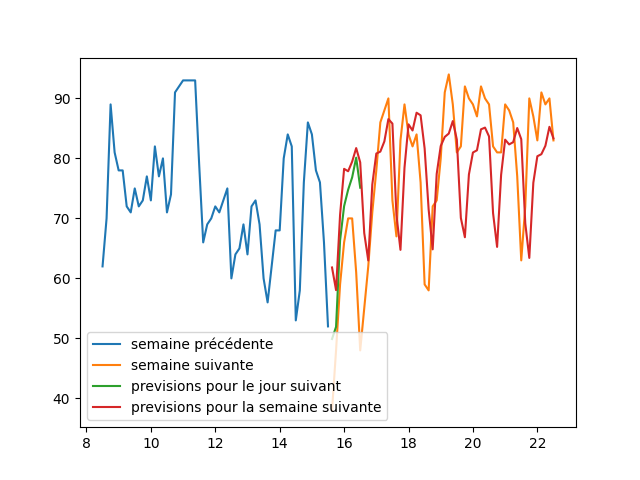 90
80
70
60
50
40
semaine précédente
semaine suivante
previsions pour le jour suivant
previsions pour la semaine suivante
8 10 12 14 16 18 20 22